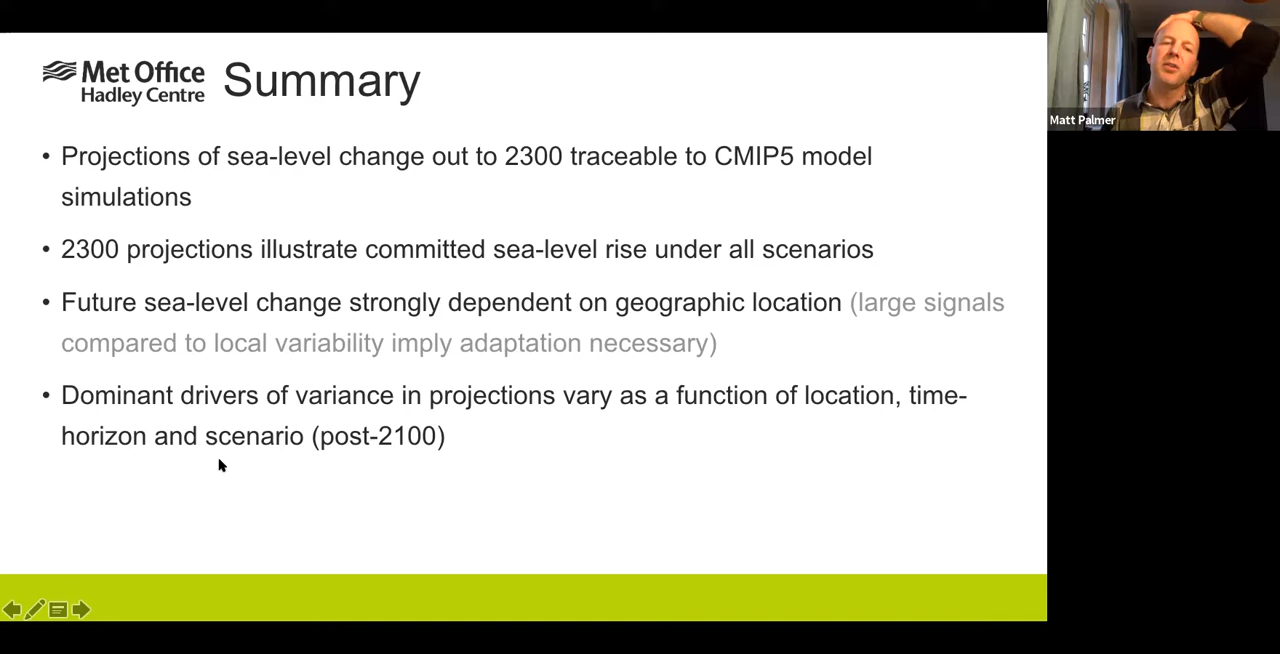 Met Office
Hadley Centre
Summary
Matt Palmer
• Projections of sea-level change out to 2300 traceable to CMIP5 model
simulations
• 2300 projections illustrate committed sea-level rise under all scenarios
• Future sea-level change strongly dependent on geographic location (large signals
compared to local variability imply adaptation necessary)
• Dominant drivers of variance in projections vary as a function of location, time-
horizon and scenario (post-2100)